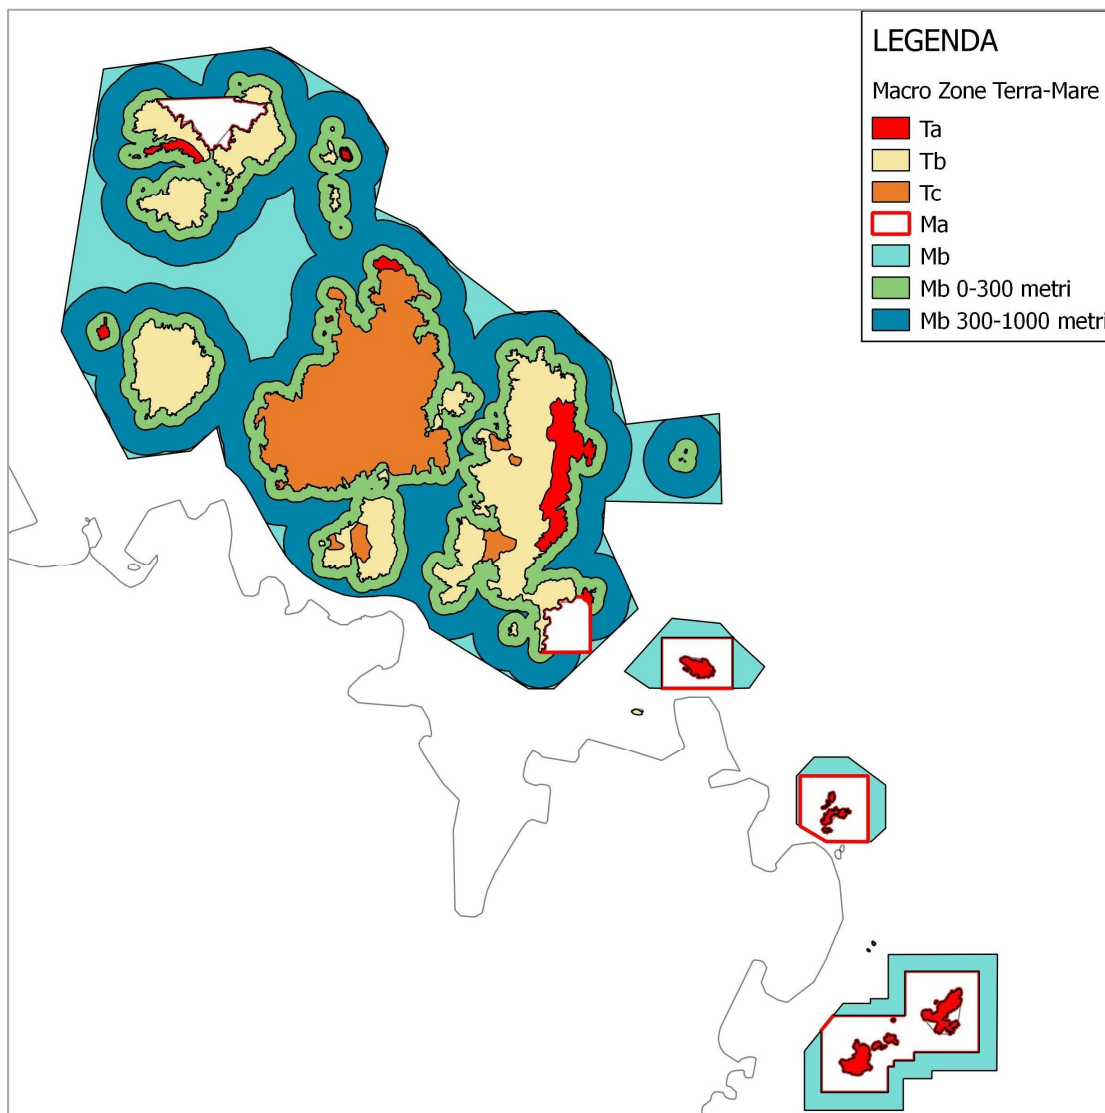 LEGENDA
Macro Zone Terra-Mare
Ta
Tb
Tc
Ma
Mb
Mb 0-300 metri
Mb 300-1000 metri